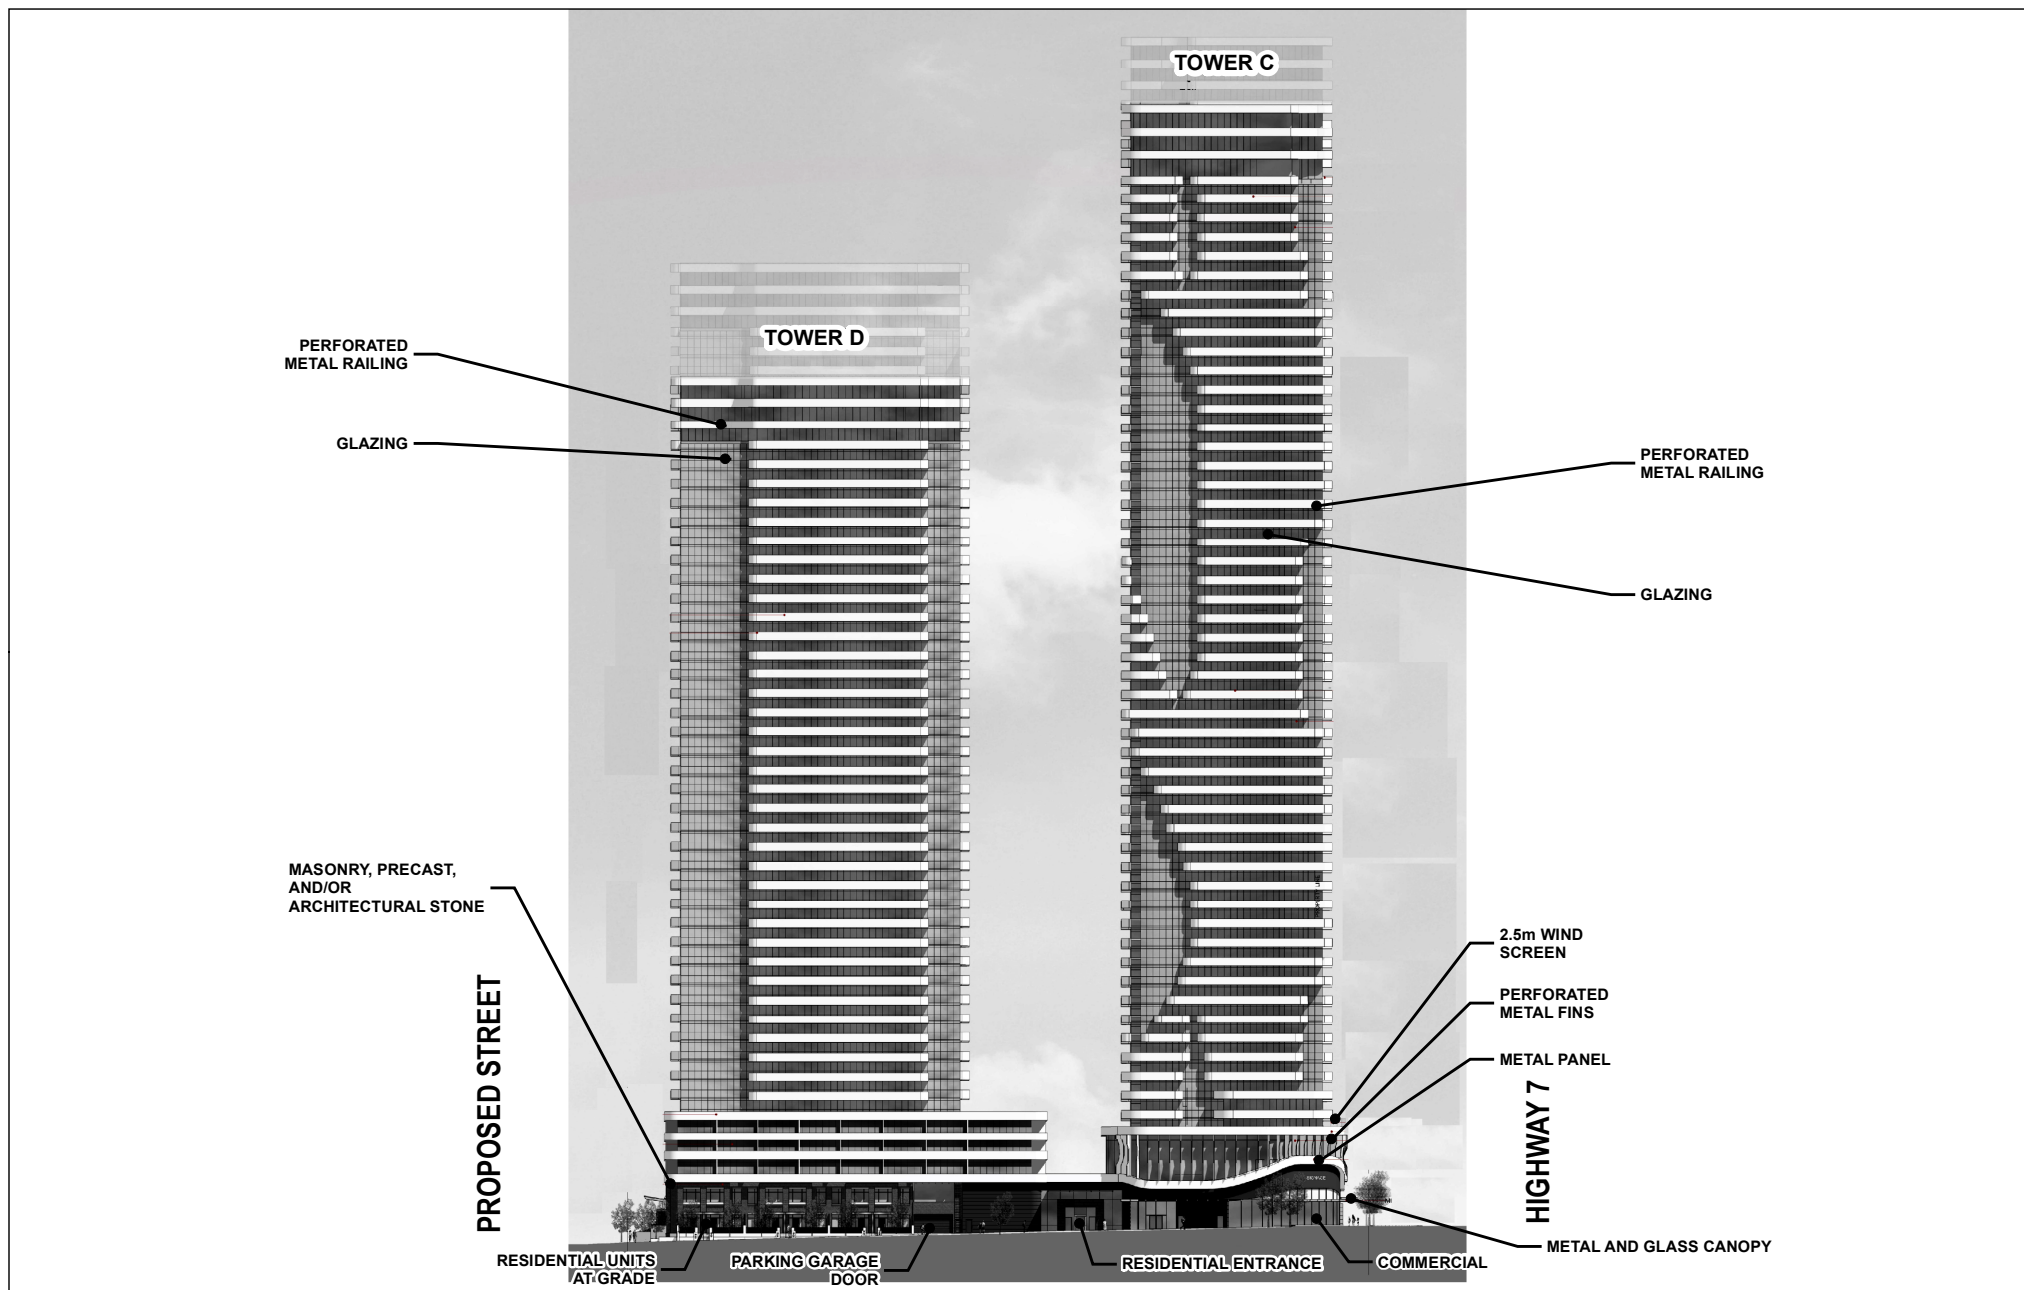 TOWER C
TOWER D
PERFORATED
METAL RAILING
GLAZING
PERFORATED
METAL RAILING
GLAZING
MASONRY, PRECAST,
AND/OR
ARCHITECTURAL STONE
PROPOSED STREET
2.5m WIND
SCREEN
PERFORATED
METAL FINS
METAL PANEL
HIGHWAY 7
RESIDENTIAL UNITS
AT GRADE
PARKING GARAGE
DOOR
RESIDENTIAL ENTRANCE
COMMERCIAL
METAL AND GLASS CANOPY